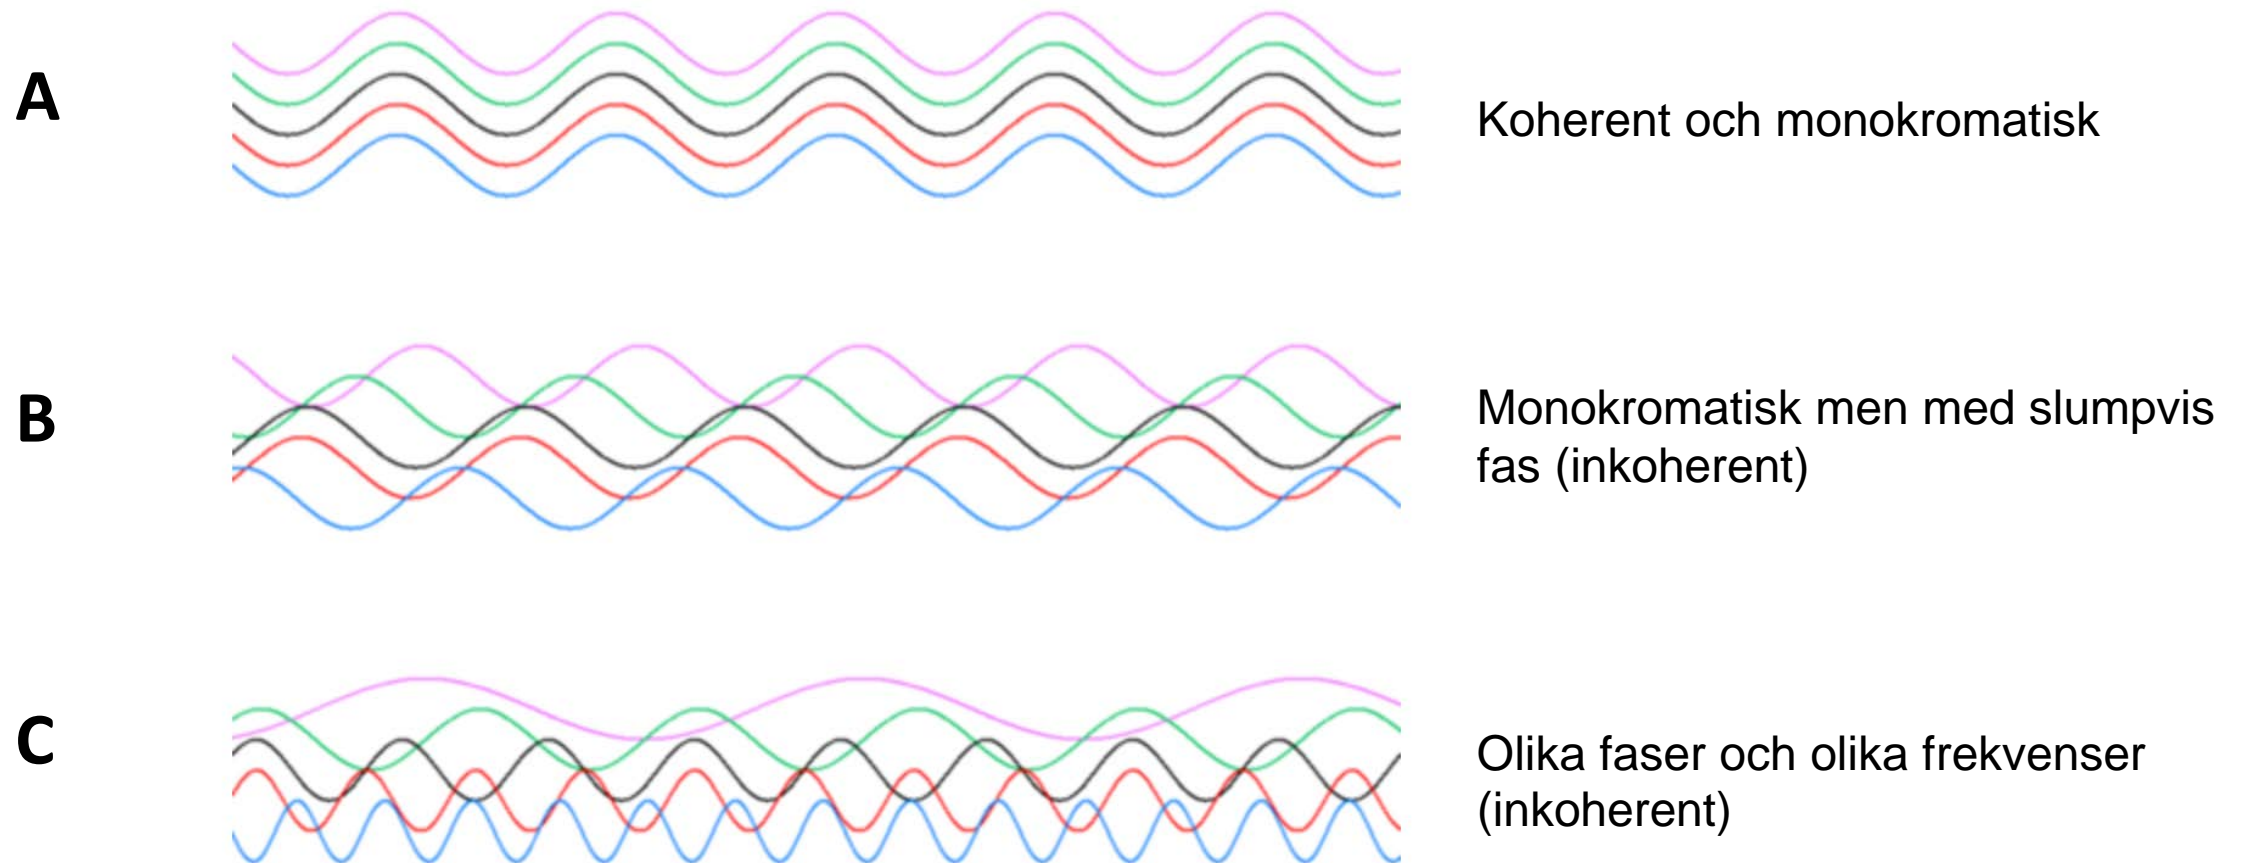 A
Koherent och monokromatisk
B
Monokromatisk men med slumpvis
fas (inkoherent)
C
Olika faser och olika frekvenser
(inkoherent)